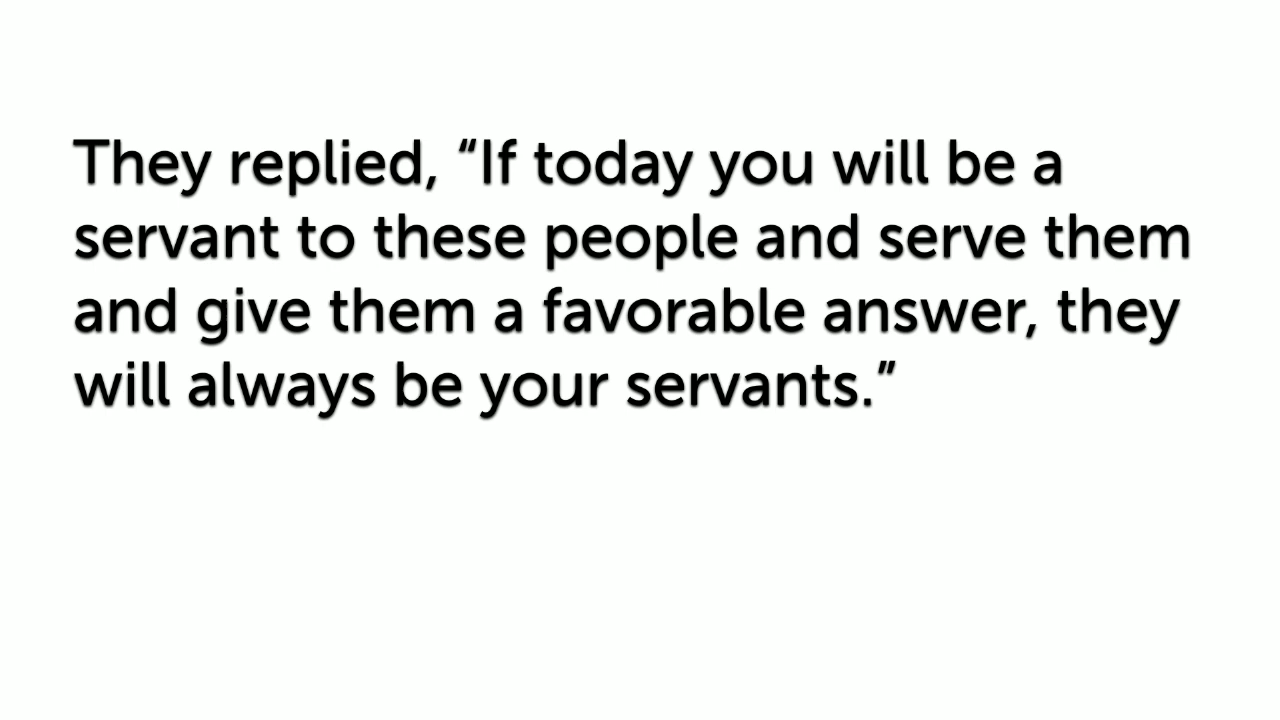 They replied, “If today you will be a
servant to these people and serve them
and give them a favorable answer, they
will always be your servants.”